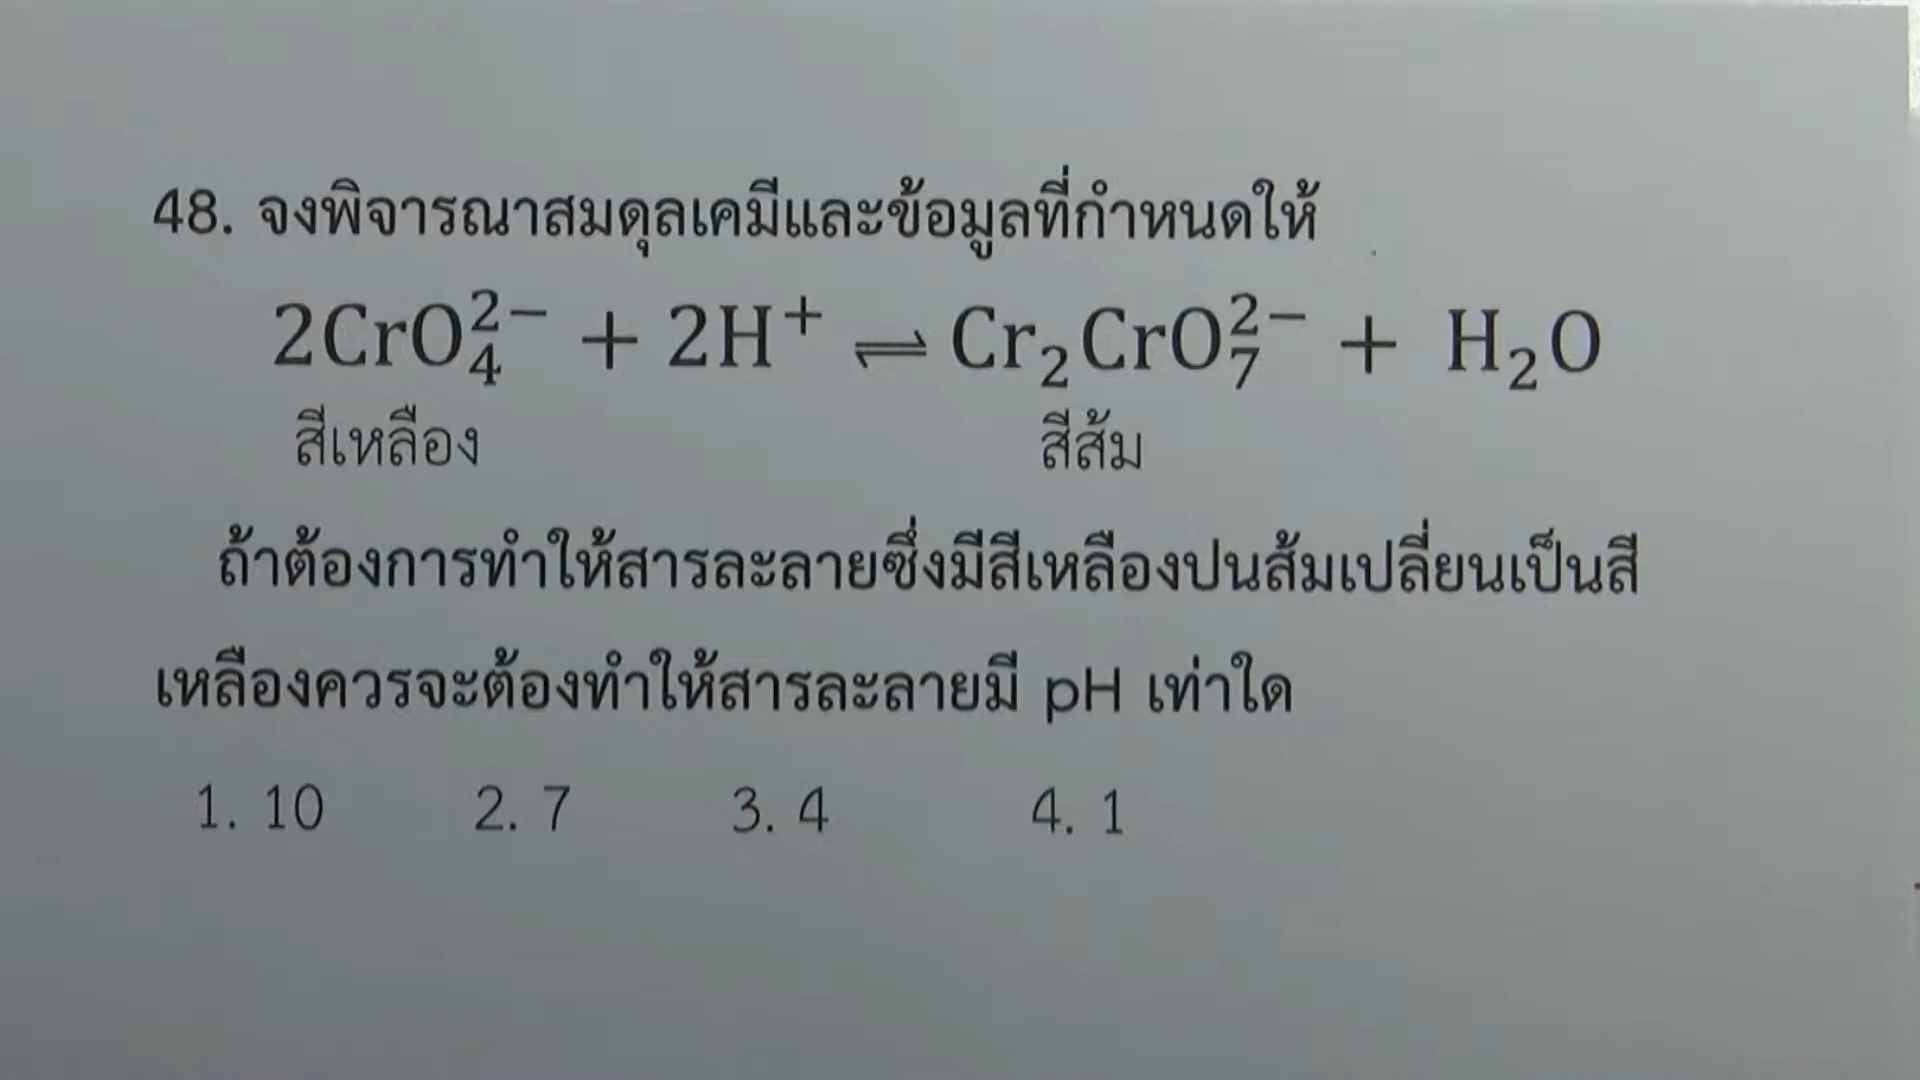 48. จงพิจารณาสมดุลเคมีและข้อมูลที่กำหนดให้
2CrO₄²⁻ + 2H⁺ ⇌ Cr₂CrO₇²⁻ + H₂O
สีเหลือง สีส้ม
ถ้าต้องการทำให้สารละลายซึ่งมีสีเหลืองปนส้มเปลี่ยนเป็นสี
เหลืองควรจะต้องทำให้สารละลายมี pH เท่าใด
1. 10 2. 7 3. 4 4. 1